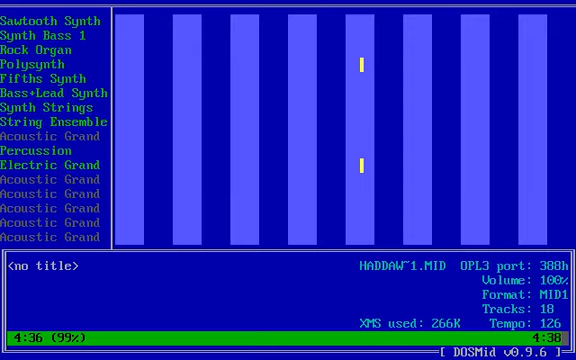 Sawtooth Synth
Synth Bass 1
Rock Organ
Polysynth
Fifths Synth
Bass+Lead Synth
Synth Strings
String Ensemble
Acoustic Grand
Percussion
Electric Grand
Acoustic Grand
Acoustic Grand
Acoustic Grand
Acoustic Grand
Acoustic Grand
<no title> HADDAW~1.MID OPL3 port: 388h
Volume: 100%
Format: MID1
Tracks: 18
XMS used: 266K Tempo: 126
4:36 (99%) 4:38
[ DOSMid v0.9.6 ]